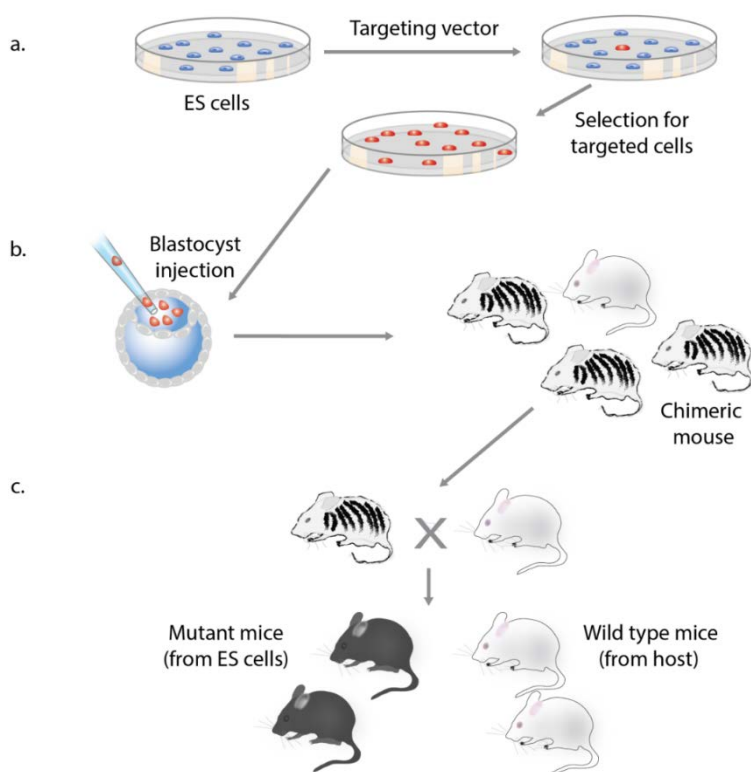 a.
Targeting vector
ES cells
Selection for
targeted cells
b.
Blastocyst
injection
Chimeric
mouse
c.
X
Mutant mice
(from ES cells)
Wild type mice
(from host)